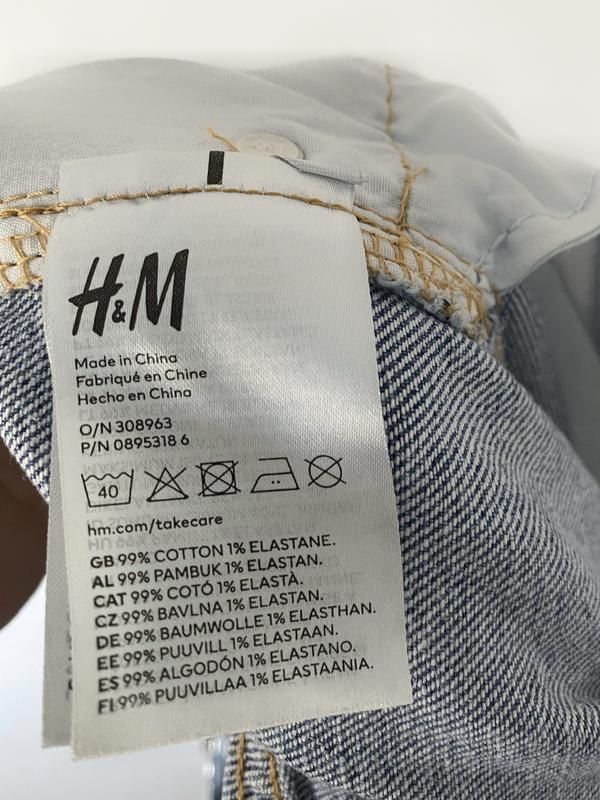 H&M
Made in China
Fabriqué en Chine
Hecho en China
O/N 308963
P/N 0895318 6
40
hm.com/takecare
GB 99% COTTON 1% ELASTANE.
AL 99% PAMBUK 1% ELASTAN.
CAT 99% COTÓ 1% ELASTÀ.
CZ 99% BAVLNA 1% ELASTAN.
DE 99% BAUMWOLLE 1% ELASTHAN.
EE 99% PUUVILL 1% ELASTAAN.
ES 99% ALGODÓN 1% ELASTANO.
FI 99% PUUVILLAA 1% ELASTAANIA.